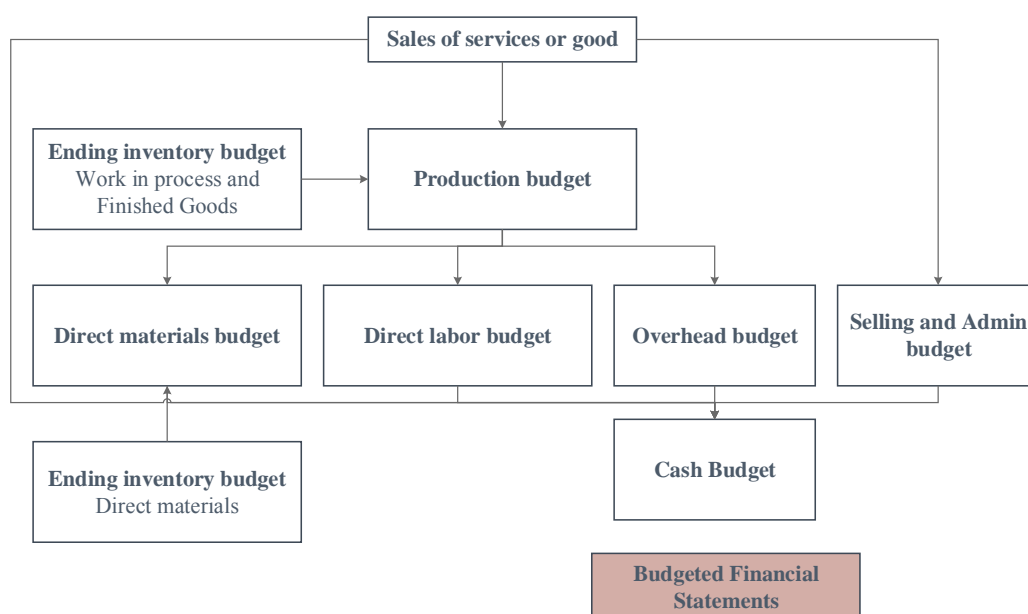 Sales of services or good
Ending inventory budget
Work in process and
Finished Goods
Production budget
Direct materials budget
Direct labor budget
Overhead budget
Selling and Admin
budget
Ending inventory budget
Direct materials
Cash Budget
Budgeted Financial
Statements